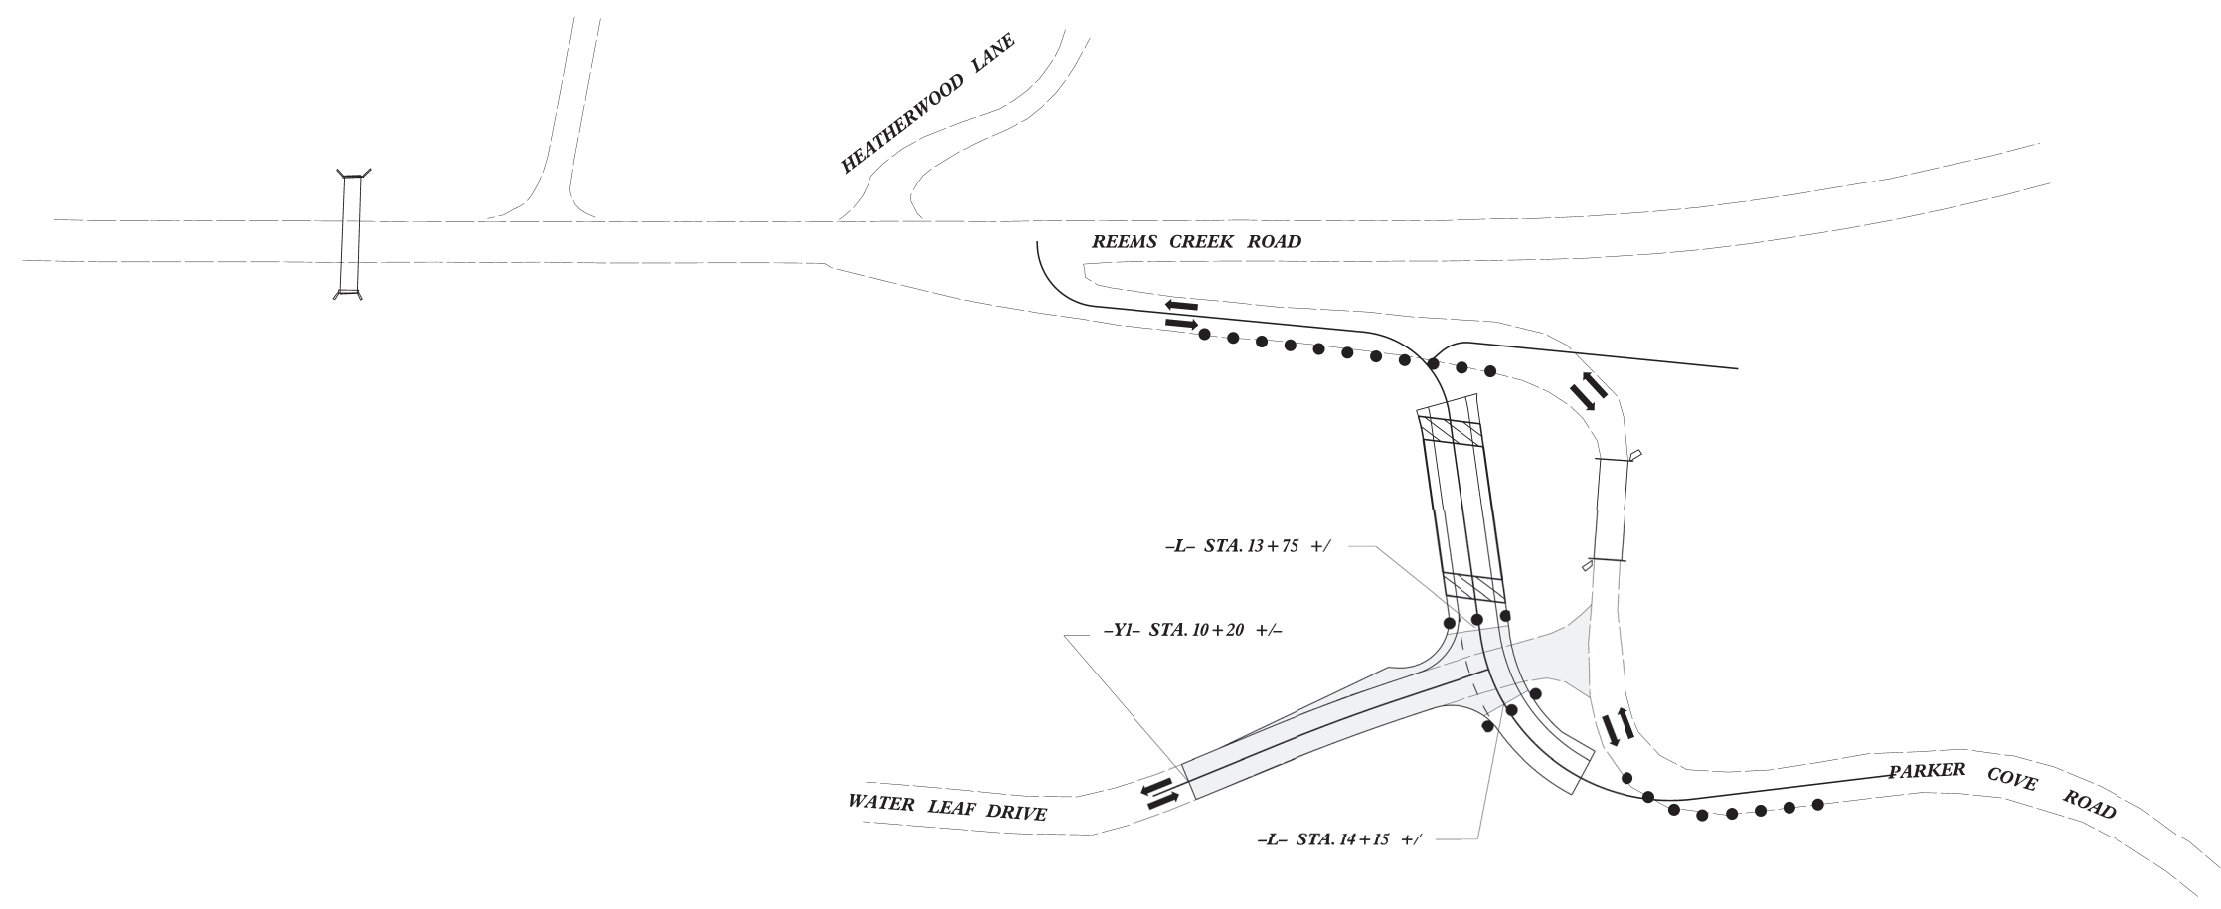 HEATHERWOOD LANE
REEMS CREEK ROAD
–L– STA. 13+75 +/
–Y1– STA. 10+20 +/–
WATER LEAF DRIVE
–L– STA. 14+15 +/
PARKER COVE ROAD